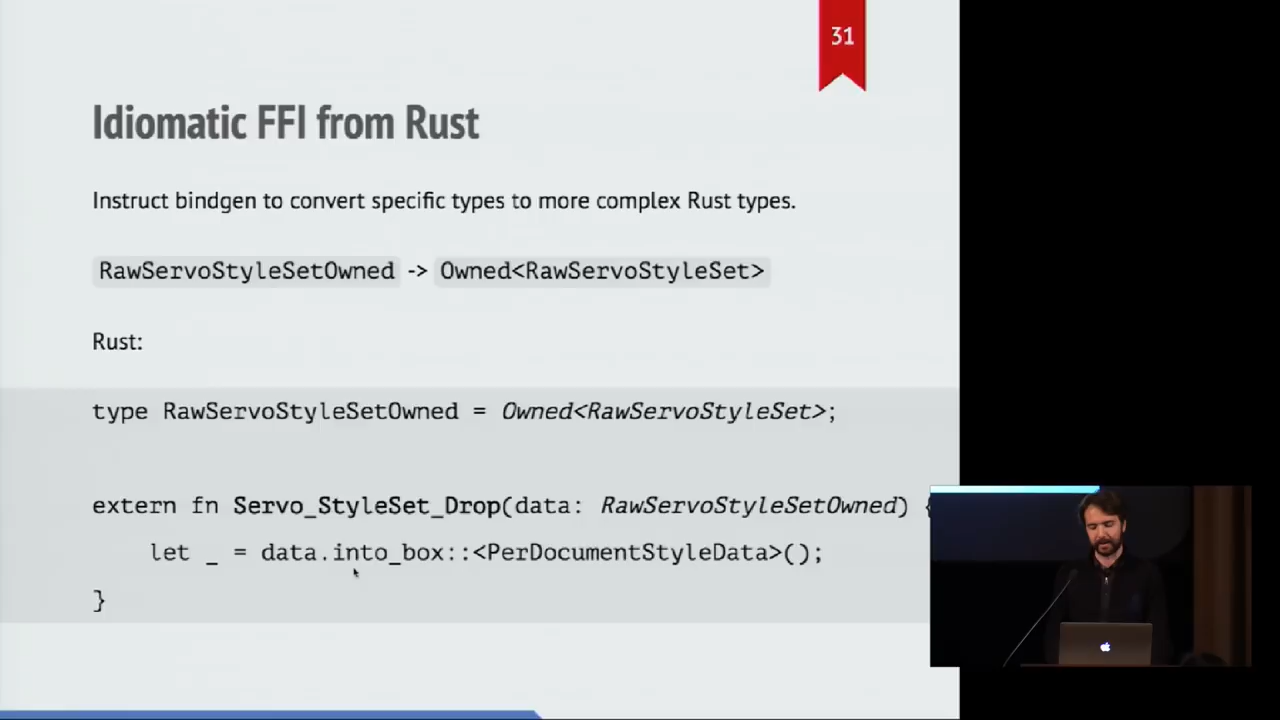 31
Idiomatic FFI from Rust
Instruct bindgen to convert specific types to more complex Rust types.
RawServoStyleSetOwned -> Owned<RawServoStyleSet>
Rust:
type RawServoStyleSetOwned = Owned<RawServoStyleSet>;
extern fn Servo_StyleSet_Drop(data: RawServoStyleSetOwned) {
let _ = data.into_box::<PerDocumentStyleData>();
}